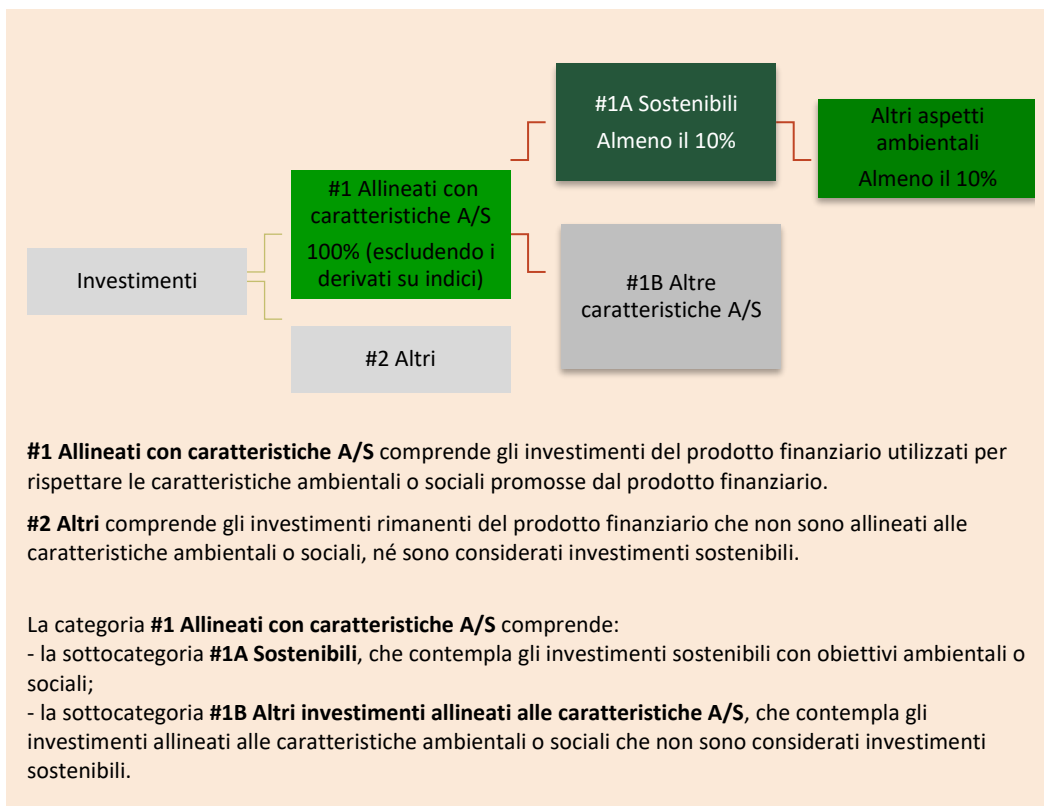 #1A Sostenibili
Almeno il 10%
Altri aspetti
ambientali
Almeno il 10%
#1 Allineati con
caratteristiche A/S
100% (escludendo i
derivati su indici)
Investimenti
#1B Altre
caratteristiche A/S
#2 Altri
#1 Allineati con caratteristiche A/S comprende gli investimenti del prodotto finanziario utilizzati per
rispettare le caratteristiche ambientali o sociali promosse dal prodotto finanziario.
#2 Altri comprende gli investimenti rimanenti del prodotto finanziario che non sono allineati alle
caratteristiche ambientali o sociali, né sono considerati investimenti sostenibili.
La categoria #1 Allineati con caratteristiche A/S comprende:
- la sottocategoria #1A Sostenibili, che contempla gli investimenti sostenibili con obiettivi ambientali o
sociali;
- la sottocategoria #1B Altri investimenti allineati alle caratteristiche A/S, che contempla gli
investimenti allineati alle caratteristiche ambientali o sociali che non sono considerati investimenti
sostenibili.